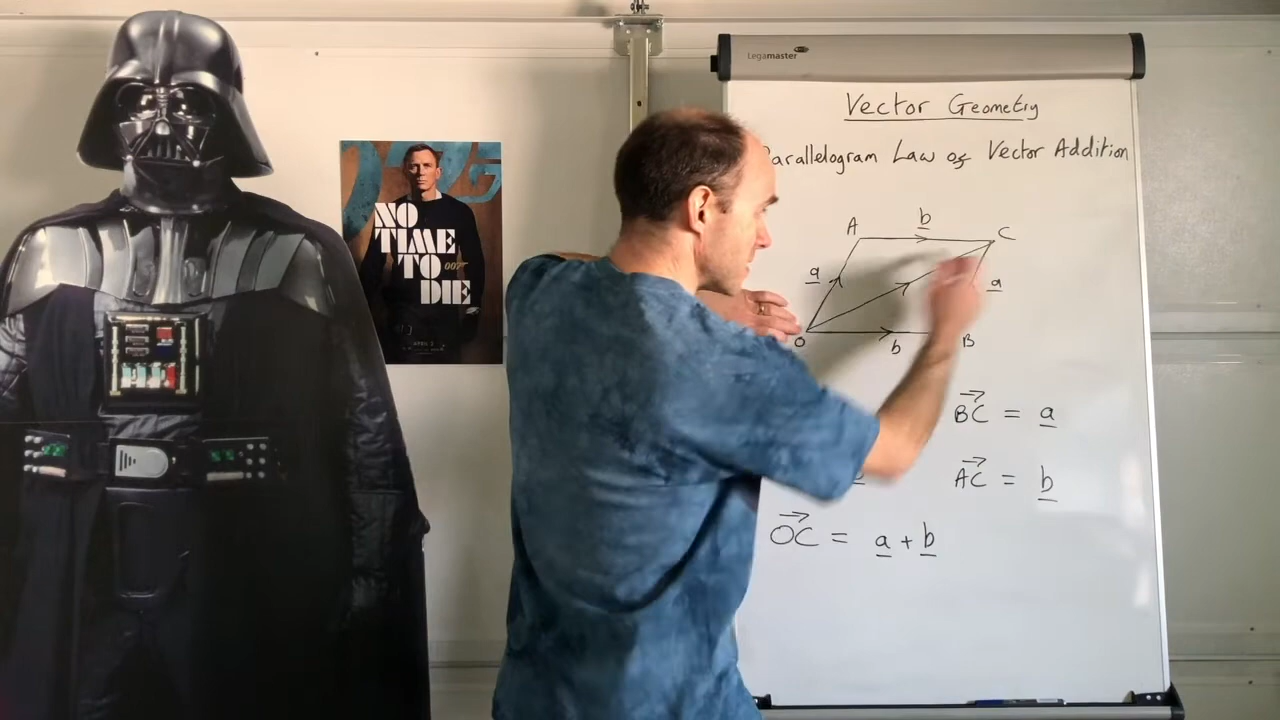 Legamaster
Vector Geometry
Parallelogram Law of Vector Addition
A b C
a a
O b B
BC = a
AC = b
OC = a + b
NO
TIME
TO 007
DIE